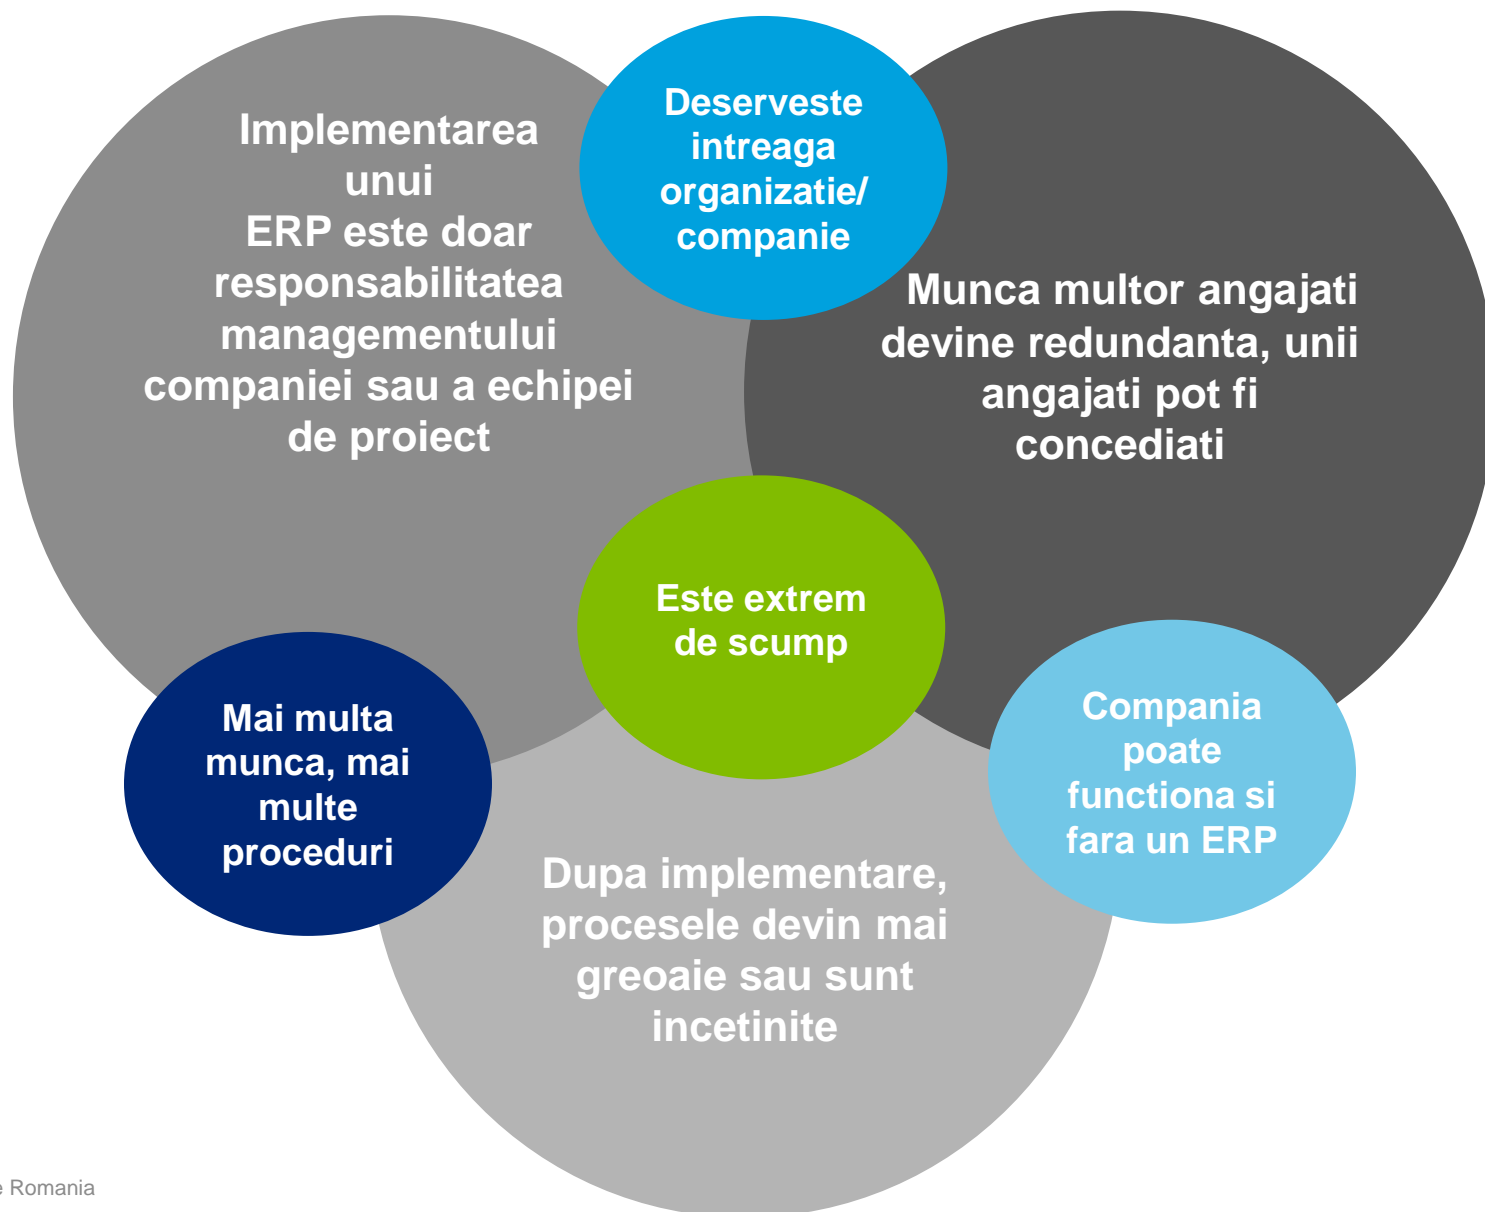 Implementarea
unui
ERP este doar
responsabilitatea
managementului
companiei sau a echipei
de proiect
Deserveste
intreaga
organizatie/
companie
Munca multor angajati
devine redundanta, unii
angajati pot fi
concediati
Este extrem
de scump
Mai multa
munca, mai
multe
proceduri
Compania
poate
functiona si
fara un ERP
Dupa implementare,
procesele devin mai
greoaie sau sunt
incetinite
Romania